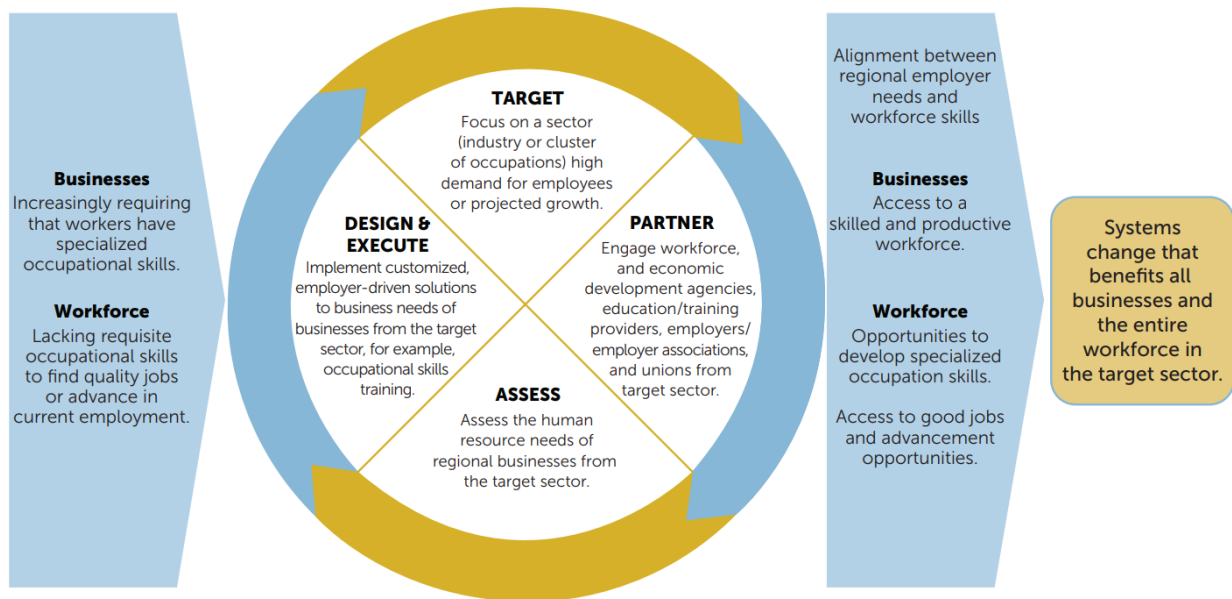 Businesses
Increasingly requiring
that workers have
specialized
occupational skills.
Workforce
Lacking requisite
occupational skills
to find quality jobs
or advance in
current employment.
TARGET
Focus on a sector
(industry or cluster
of occupations) high
demand for employees
or projected growth.
PARTNER
Engage workforce,
and economic
development agencies,
education/training
providers, employers/
employer associations,
and unions from
target sector.
ASSESS
Assess the human
resource needs of
regional businesses from
the target sector.
DESIGN &
EXECUTE
Implement customized,
employer-driven solutions
to business needs of
businesses from the target
sector, for example,
occupational skills
training.
Alignment between
regional employer
needs and
workforce skills
Businesses
Access to a
skilled and productive
workforce.
Workforce
Opportunities to
develop specialized
occupation skills.
Access to good jobs
and advancement
opportunities.
Systems
change that
benefits all
businesses and
the entire
workforce in
the target sector.